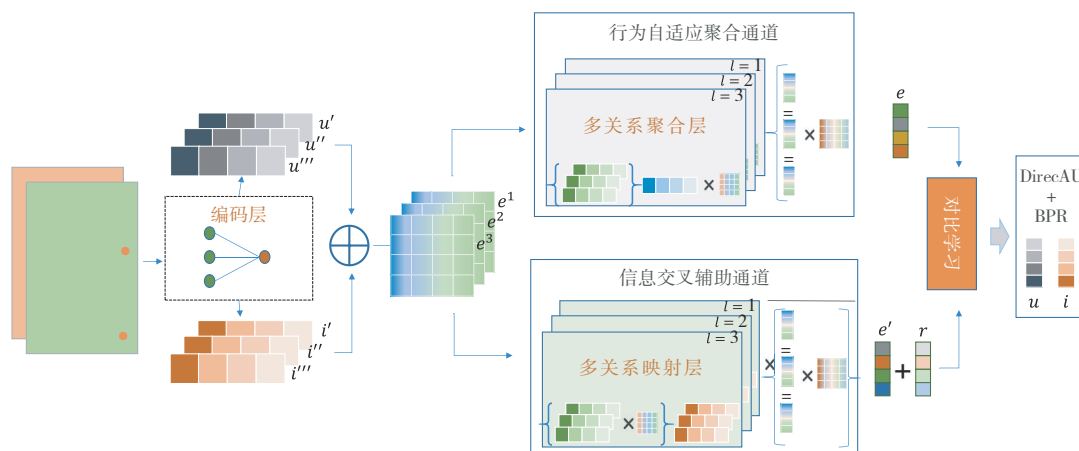 行为自适应聚合通道
l = 1
l = 2
l = 3
多关系聚合层
u′
u″
u‴
编码层
i′
i″
i‴
e¹
e²
e³
信息交叉辅助通道
l = 1
l = 2
l = 3
多关系映射层
e
e′
r
对比学习
DirecAU
+
BPR
u
i